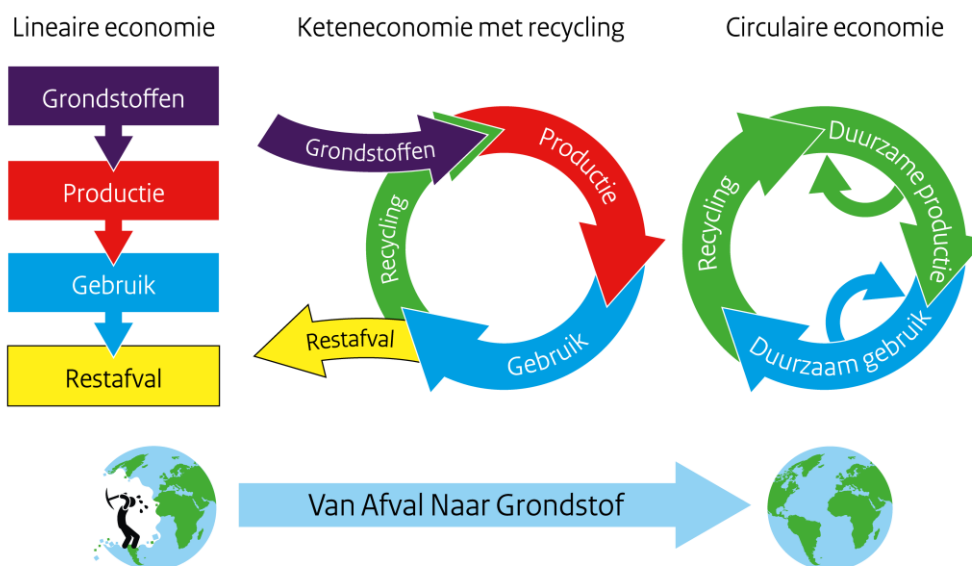 Lineaire economie
Keteneconomie met recycling
Circulaire economie
Grondstoffen
Productie
Gebruik
Restafval
Grondstoffen
Productie
Recycling
Restafval
Gebruik
Duurzame productie
Recycling
Duurzaam gebruik
Van Afval Naar Grondstof